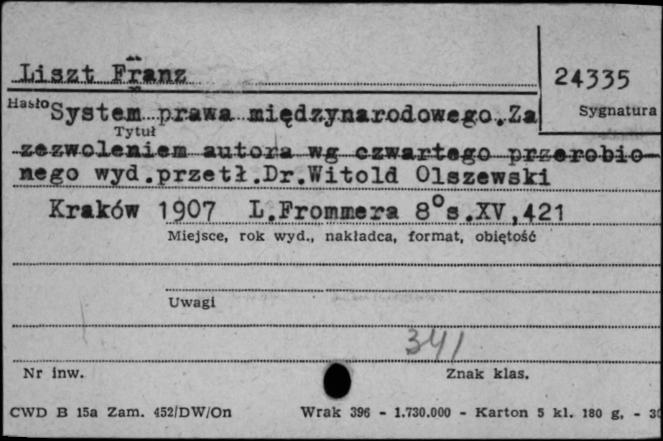 Liszt Franz
24335
Hasło System prawa międzynarodowego.Za
Sygnatura
Tytuł
zezwoleniem autora wg czwartego przerobio-
nego wyd.przetł.Dr.Witold Olszewski
Kraków 1907 L.Frommera 8° s.XV,421
Miejsce, rok wyd., nakładca, format, obiętość
Uwagi
341
Nr inw. Znak klas.
CWD B 15a Zam. 452/DW/On Wrak 396 - 1.730.000 - Karton 5 kl. 180 g. - 30